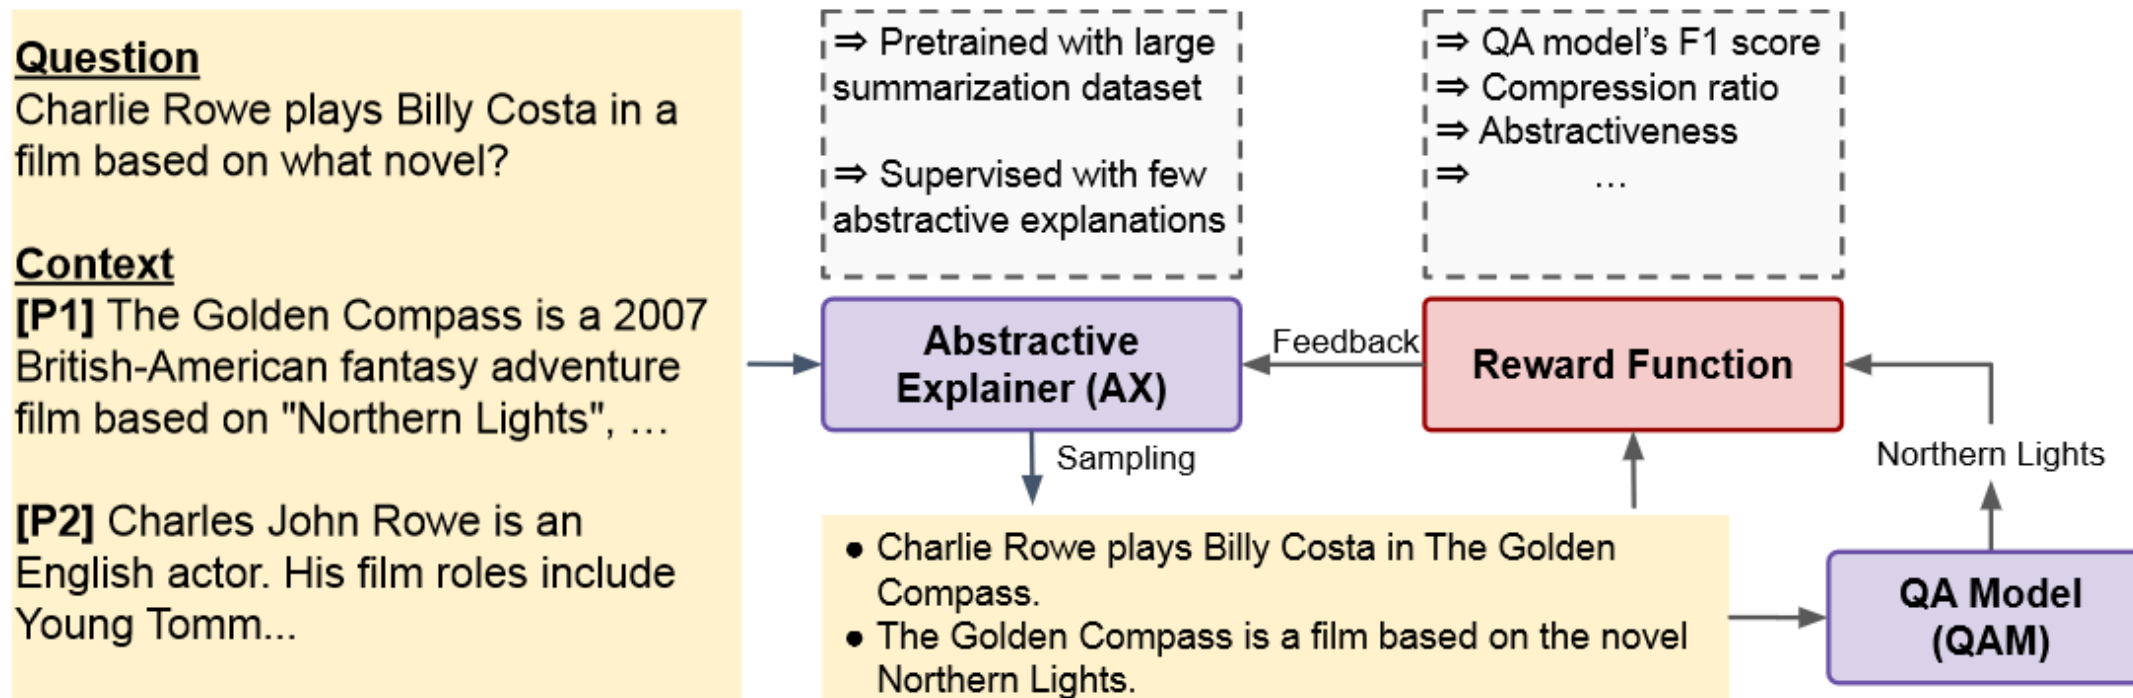 Question
Charlie Rowe plays Billy Costa in a
film based on what novel?
Context
[P1] The Golden Compass is a 2007
British-American fantasy adventure
film based on "Northern Lights", ...
[P2] Charles John Rowe is an
English actor. His film roles include
Young Tomm...
⇒ Pretrained with large
summarization dataset
⇒ Supervised with few
abstractive explanations
⇒ QA model's F1 score
⇒ Compression ratio
⇒ Abstractiveness
⇒ ...
Abstractive
Explainer (AX)
Feedback
Reward Function
Sampling
Northern Lights
• Charlie Rowe plays Billy Costa in The Golden
Compass.
• The Golden Compass is a film based on the novel
Northern Lights.
QA Model
(QAM)